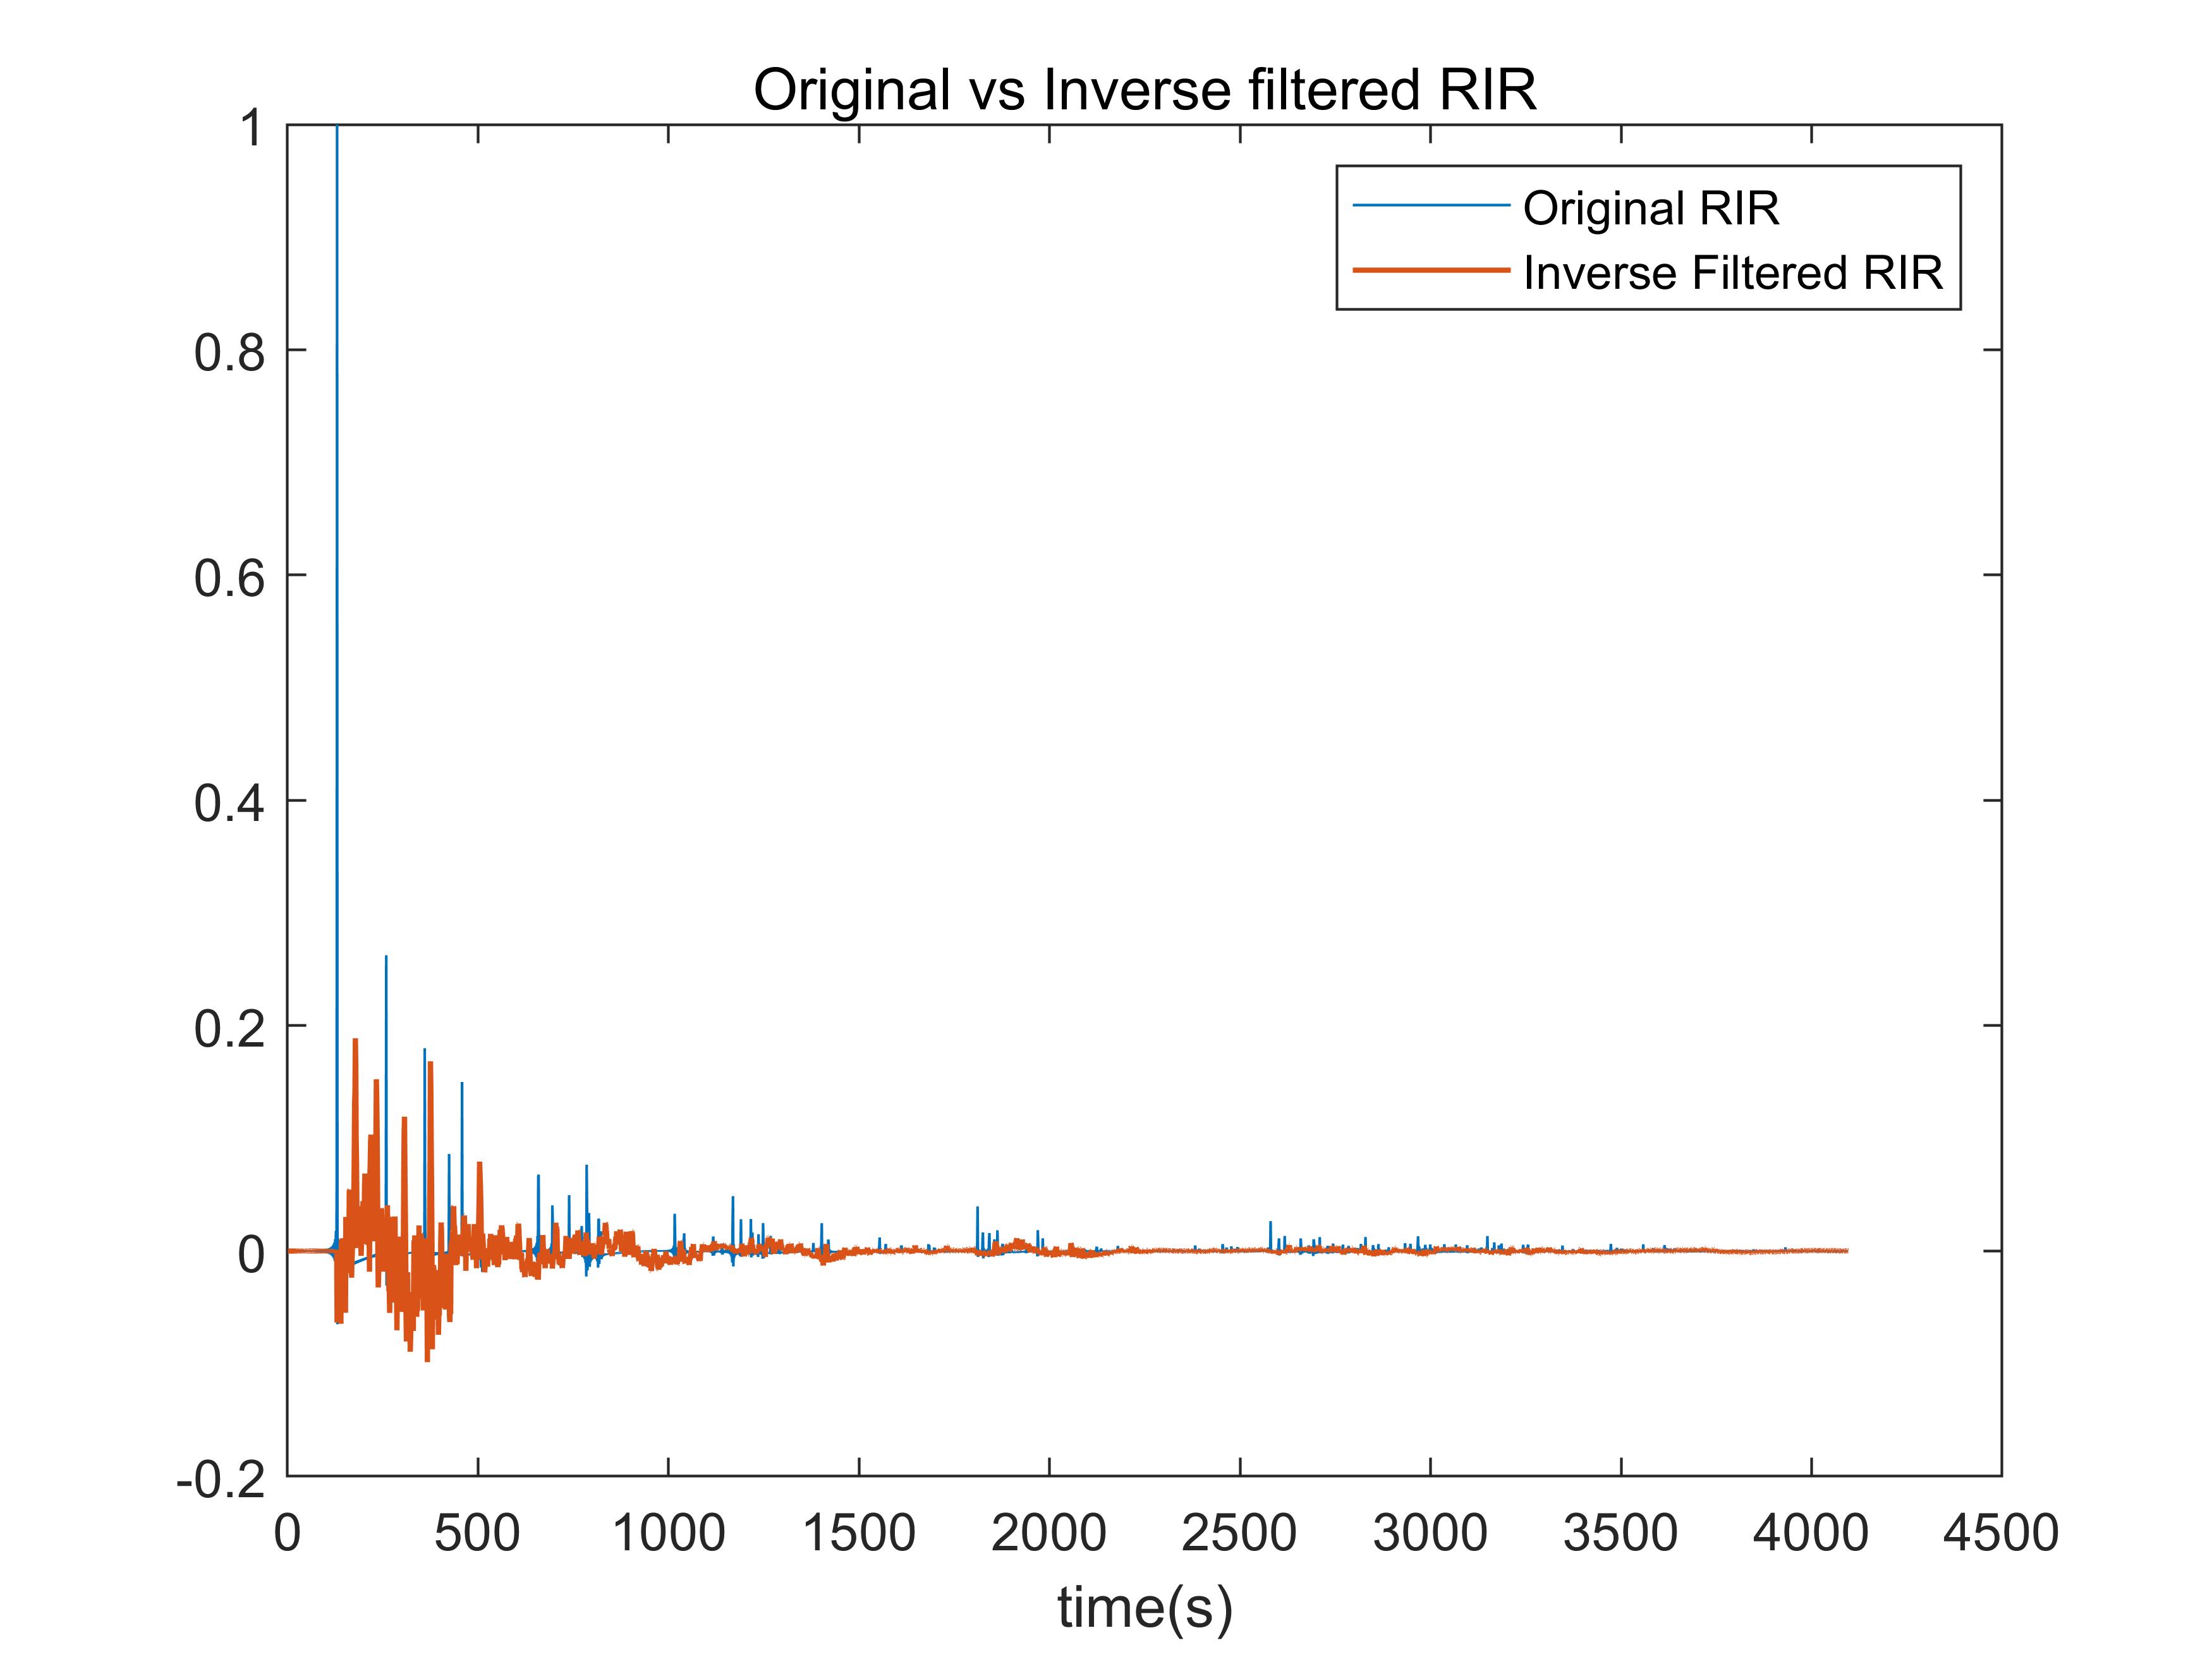 Original vs Inverse filtered RIR
Original RIR
Inverse Filtered RIR
1
0.8
0.6
0.4
0.2
0
-0.2
0 500 1000 1500 2000 2500 3000 3500 4000 4500
time(s)